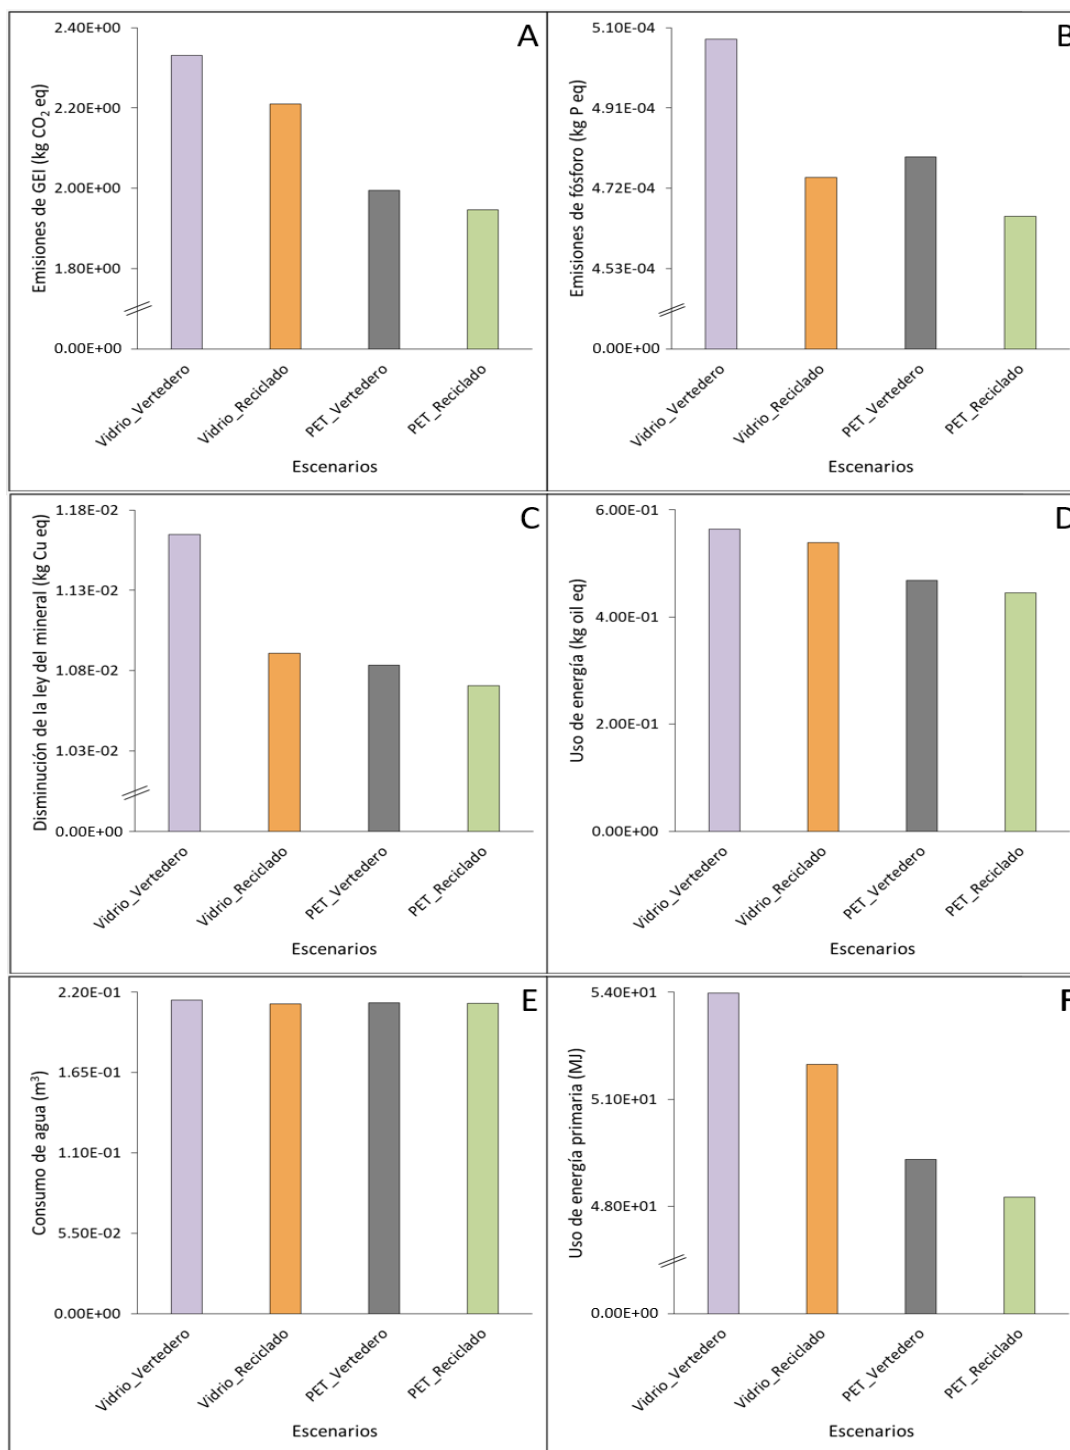 A
Emisiones de GEI (kg CO2 eq)
2.40E+00
2.20E+00
2.00E+00
1.80E+00
0.00E+00
Vidrio_Vertedero
Vidrio_Reciclado
PET_Vertedero
PET_Reciclado
Escenarios
B
Emisiones de fósforo (kg P eq)
5.10E-04
4.91E-04
4.72E-04
4.53E-04
0.00E+00
Vidrio_Vertedero
Vidrio_Reciclado
PET_Vertedero
PET_Reciclado
Escenarios
C
Disminución de la ley del mineral (kg Cu eq)
1.18E-02
1.13E-02
1.08E-02
1.03E-02
0.00E+00
Vidrio_Vertedero
Vidrio_Reciclado
PET_Vertedero
PET_Reciclado
Escenarios
D
Uso de energía (kg oil eq)
6.00E-01
4.00E-01
2.00E-01
0.00E+00
Vidrio_Vertedero
Vidrio_Reciclado
PET_Vertedero
PET_Reciclado
Escenarios
E
Consumo de agua (m³)
2.20E-01
1.65E-01
1.10E-01
5.50E-02
0.00E+00
Vidrio_Vertedero
Vidrio_Reciclado
PET_Vertedero
PET_Reciclado
Escenarios
F
Uso de energía primaria (MJ)
5.40E+01
5.10E+01
4.80E+01
0.00E+00
Vidrio_Vertedero
Vidrio_Reciclado
PET_Vertedero
PET_Reciclado
Escenarios